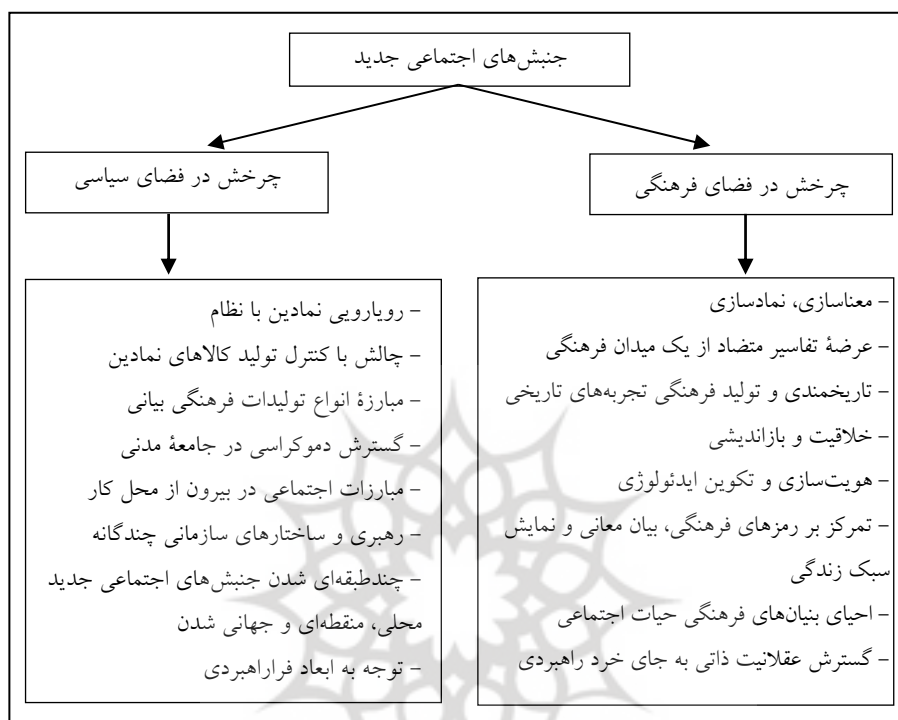 جنبش‌های اجتماعی جدید
چرخش در فضای فرهنگی
چرخش در فضای سیاسی
– معناسازی، نمادسازی
– عرضهٔ تفاسیر متضاد از یک میدان فرهنگی
– تاریخمندی و تولید فرهنگی تجربه‌های تاریخی
– خلاقیت و بازاندیشی
– هویت‌سازی و تکوین ایدئولوژی
– تمرکز بر رمزهای فرهنگی، بیان معانی و نمایش
سبک زندگی
– احیای بنیان‌های فرهنگی حیات اجتماعی
– گسترش عقلانیت ذاتی به جای خرد راهبردی
– رویارویی نمادین با نظام
– چالش با کنترل تولید کالاهای نمادین
– مبارزهٔ انواع تولیدات فرهنگی بیانی
– گسترش دموکراسی در جامعهٔ مدنی
– مبارزات اجتماعی در بیرون از محل کار
– رهبری و ساختارهای سازمانی چندگانه
– چندطبقه‌ای شدن جنبش‌های اجتماعی جدید
محلی، منقطه‌ای و جهانی شدن
– توجه به ابعاد فراراهبردی